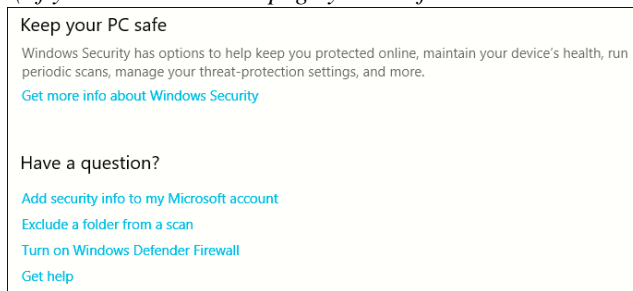 Keep your PC safe
Windows Security has options to help keep you protected online, maintain your device's health, run
periodic scans, manage your threat-protection settings, and more.
Get more info about Windows Security
Have a question?
Add security info to my Microsoft account
Exclude a folder from a scan
Turn on Windows Defender Firewall
Get help